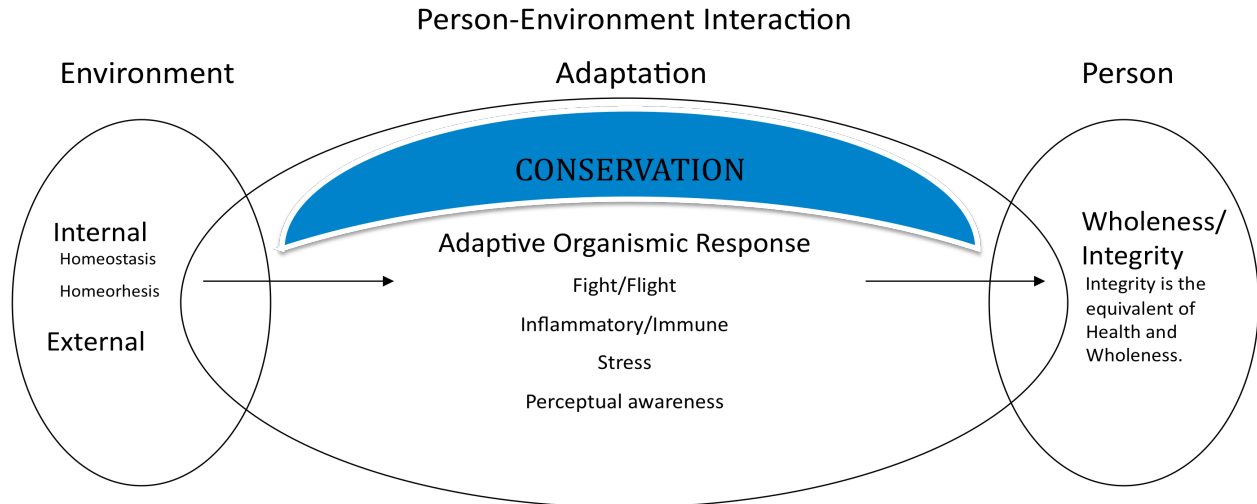 Person-Environment Interaction
Environment
Adaptation
Person
CONSERVATION
Internal
Homeostasis
Homeorhesis
External
Adaptive Organismic Response
Fight/Flight
Inflammatory/Immune
Stress
Perceptual awareness
Wholeness/
Integrity
Integrity is the
equivalent of
Health and
Wholeness.